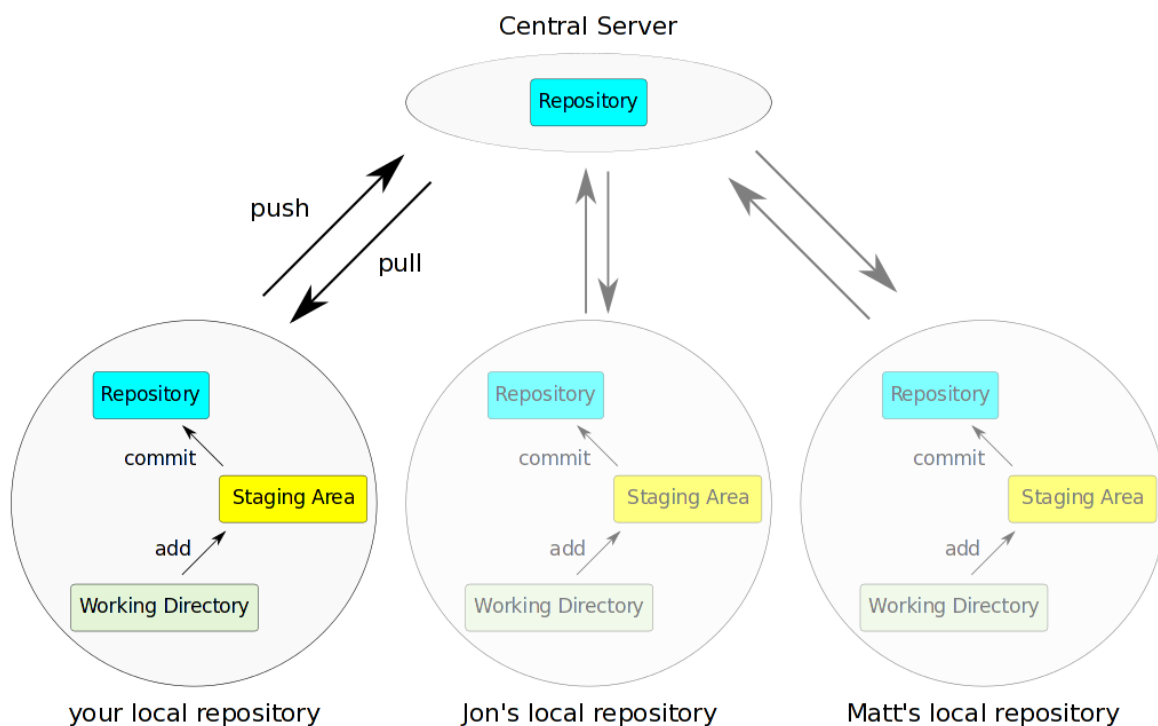 Central Server
Repository
push
pull
Repository
commit
Staging Area
add
Working Directory
your local repository
Repository
commit
Staging Area
add
Working Directory
Jon's local repository
Repository
commit
Staging Area
add
Working Directory
Matt's local repository